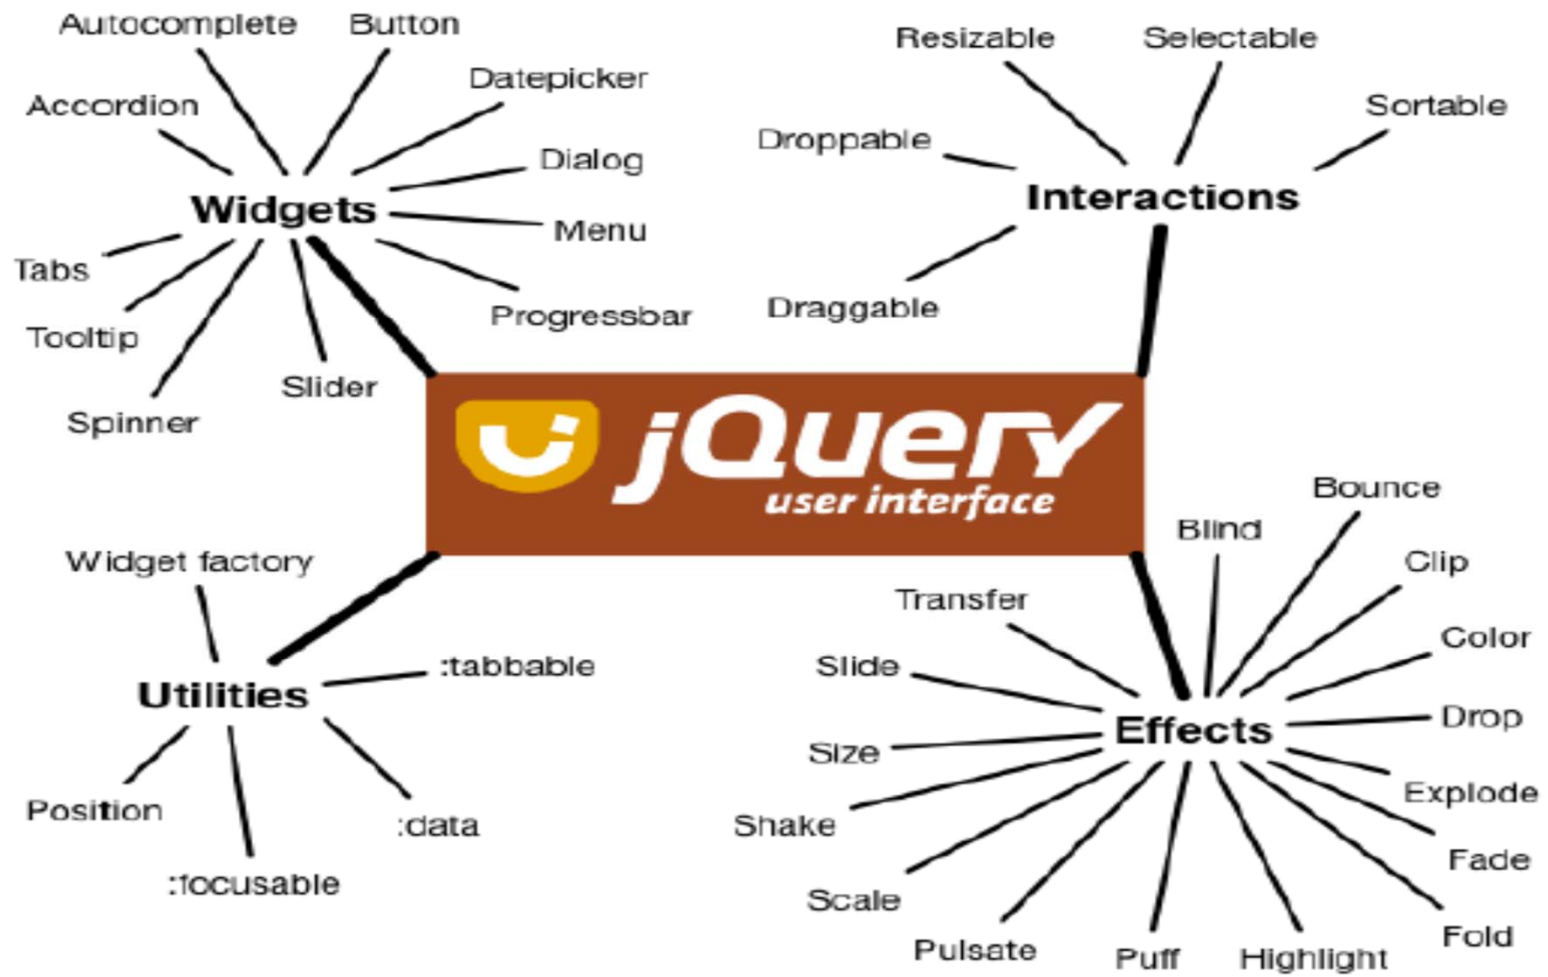 Autocomplete
Button
Datepicker
Accordion
Dialog
Widgets
Menu
Tabs
Progressbar
Tooltip
Slider
Spinner
Resizable
Selectable
Sortable
Droppable
Interactions
Draggable
jQuery
user interface
Widget factory
:tabbable
Utilities
Position
:data
:focusable
Bounce
Blind
Clip
Transfer
Color
Slide
Drop
Effects
Size
Explode
Shake
Fade
Scale
Fold
Pulsate
Puff
Highlight